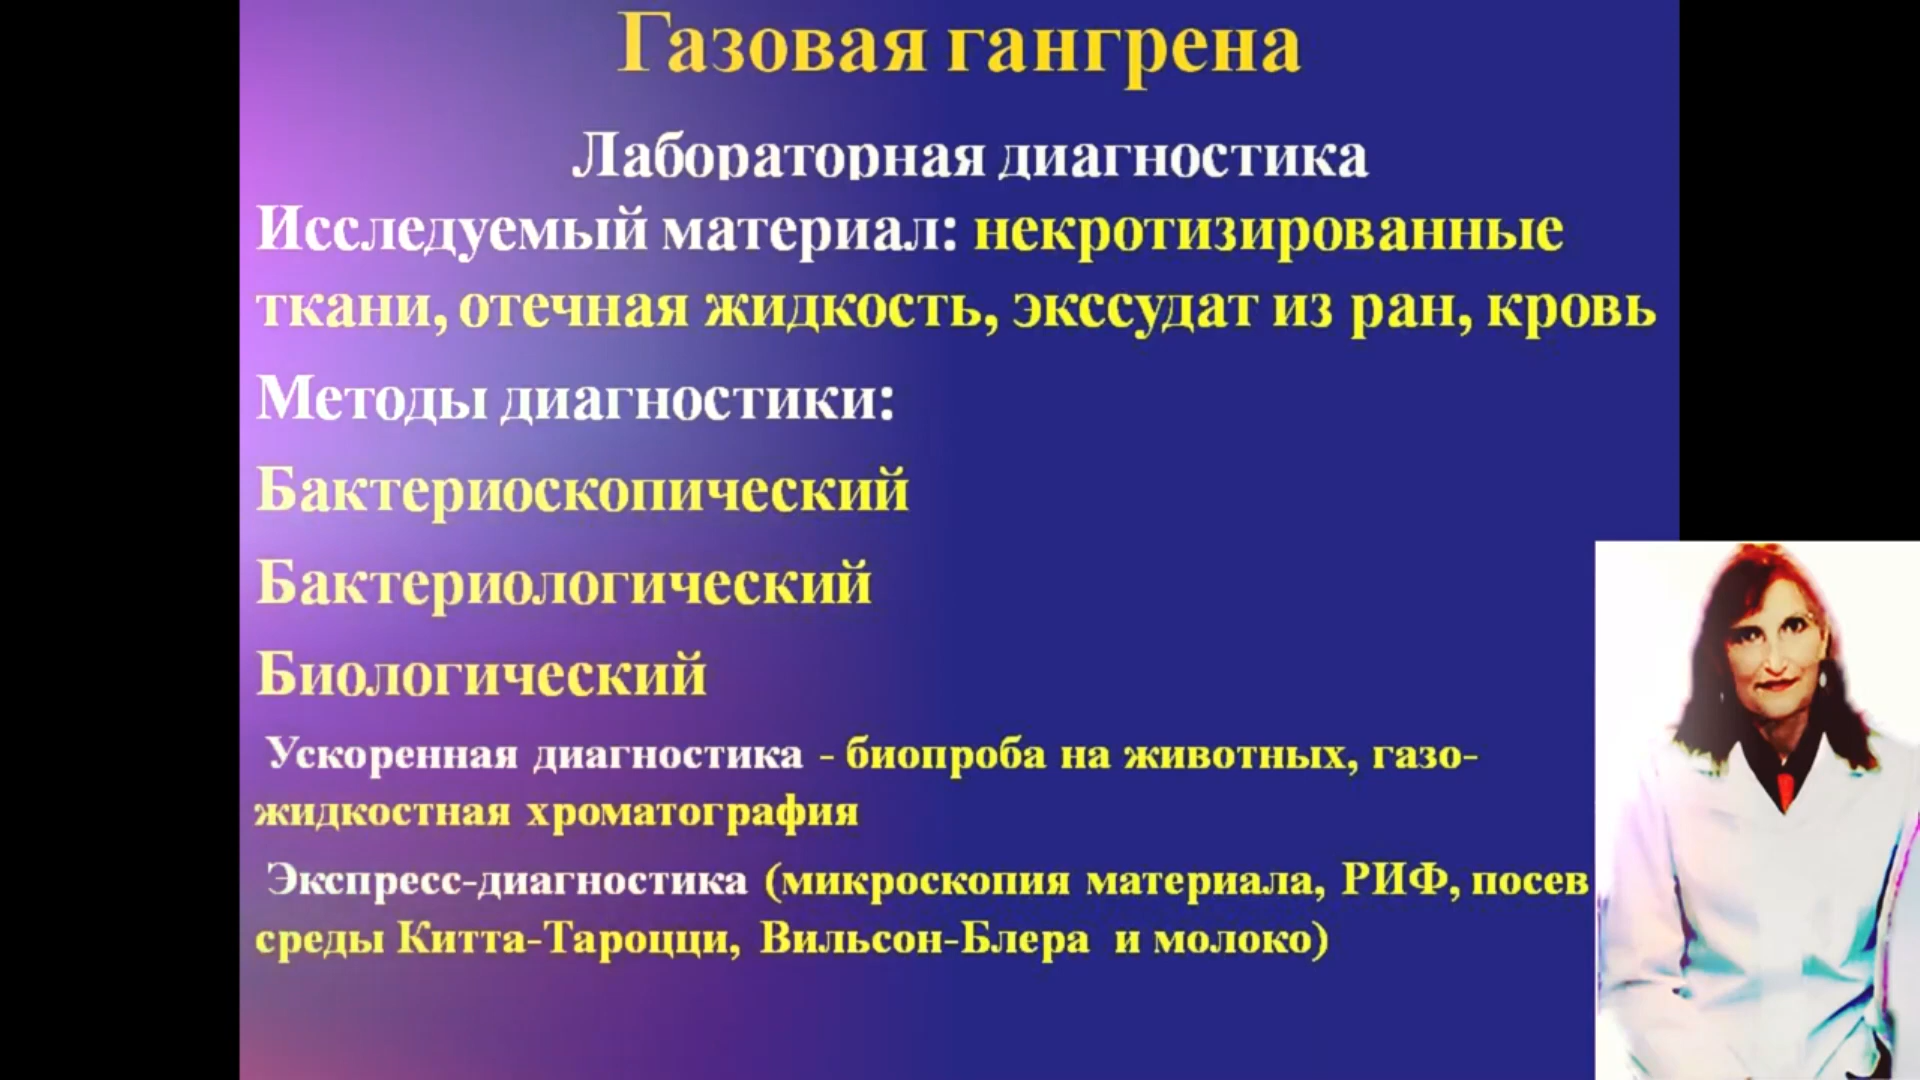 Газовая гангрена
Лабораторная диагностика
Исследуемый материал: некротизированные
ткани, отечная жидкость, экссудат из ран, кровь
Методы диагностики:
Бактериоскопический
Бактериологический
Биологический
Ускоренная диагностика - биопроба на животных, газо-
жидкостная хроматография
Экспресс-диагностика (микроскопия материала, РИФ, посев
среды Китта-Тароцци, Вильсон-Блера и молоко)